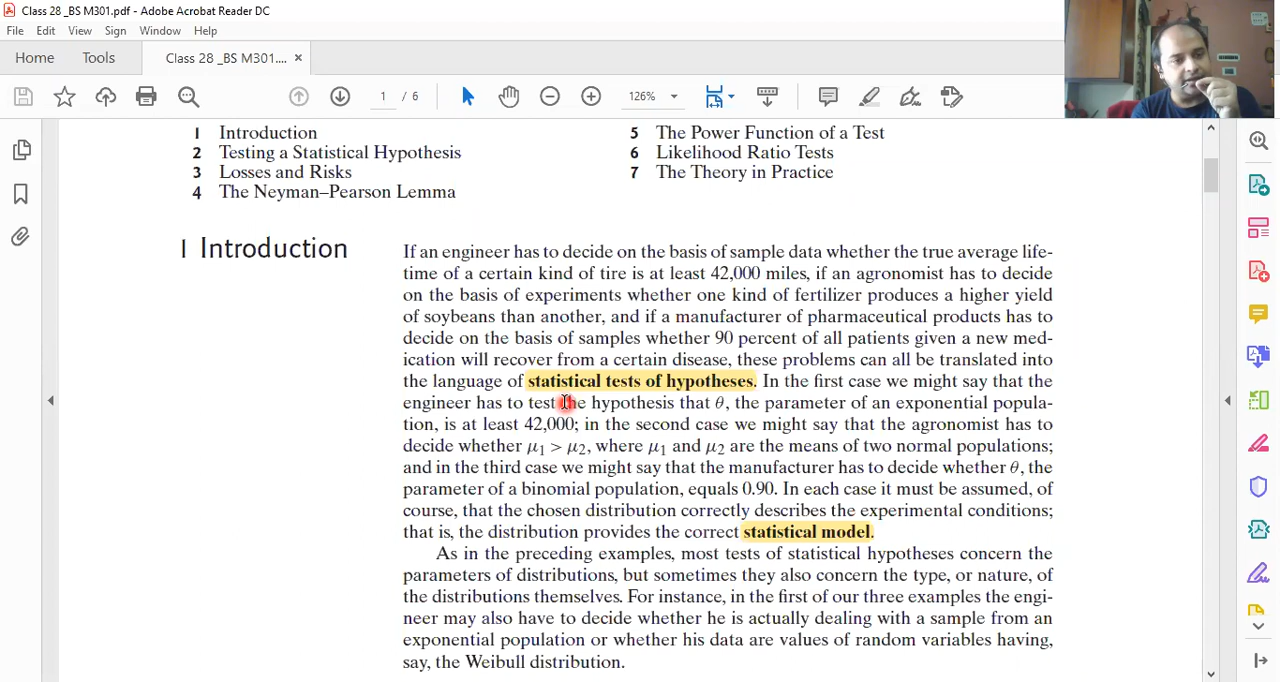 Class 28 _BS M301.pdf - Adobe Acrobat Reader DC
File Edit View Sign Window Help
Home Tools Class 28 _BS M301.... ×
1 / 6 126%
1 Introduction
2 Testing a Statistical Hypothesis
3 Losses and Risks
4 The Neyman–Pearson Lemma
5 The Power Function of a Test
6 Likelihood Ratio Tests
7 The Theory in Practice
1 Introduction
If an engineer has to decide on the basis of sample data whether the true average life-
time of a certain kind of tire is at least 42,000 miles, if an agronomist has to decide
on the basis of experiments whether one kind of fertilizer produces a higher yield
of soybeans than another, and if a manufacturer of pharmaceutical products has to
decide on the basis of samples whether 90 percent of all patients given a new med-
ication will recover from a certain disease, these problems can all be translated into
the language of statistical tests of hypotheses. In the first case we might say that the
engineer has to test the hypothesis that θ, the parameter of an exponential popula-
tion, is at least 42,000; in the second case we might say that the agronomist has to
decide whether μ1 > μ2, where μ1 and μ2 are the means of two normal populations;
and in the third case we might say that the manufacturer has to decide whether θ, the
parameter of a binomial population, equals 0.90. In each case it must be assumed, of
course, that the chosen distribution correctly describes the experimental conditions;
that is, the distribution provides the correct statistical model.
As in the preceding examples, most tests of statistical hypotheses concern the
parameters of distributions, but sometimes they also concern the type, or nature, of
the distributions themselves. For instance, in the first of our three examples the engi-
neer may also have to decide whether he is actually dealing with a sample from an
exponential population or whether his data are values of random variables having,
say, the Weibull distribution.